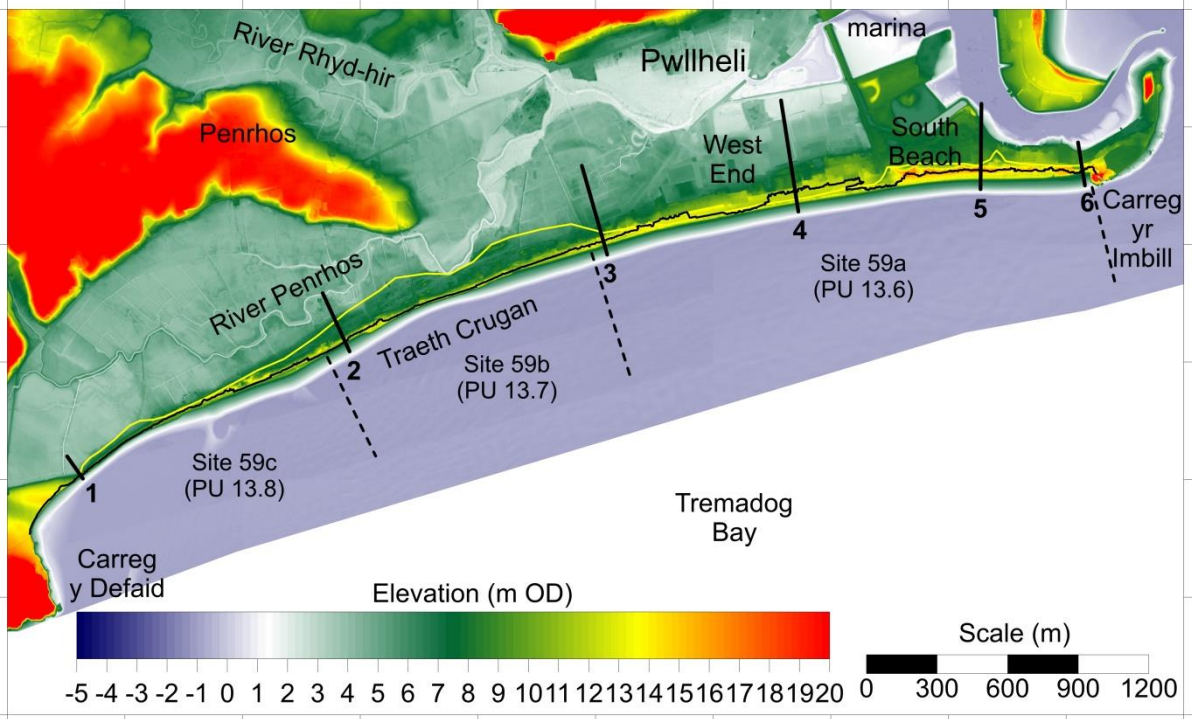 River Rhyd-hir
marina
Pwllheli
Penrhos
West
End
South
Beach
4
5
6
Carreg
yr
Imbill
3
River Penrhos
Site 59a
(PU 13.6)
2
Traeth Crugan
Site 59b
(PU 13.7)
Site 59c
(PU 13.8)
1
Tremadog
Bay
Carreg
y Defaid
Elevation (m OD)
-5 -4 -3 -2 -1 0 1 2 3 4 5 6 7 8 9 10 11 12 13 14 15 16 17 18 19 20
Scale (m)
0 300 600 900 1200